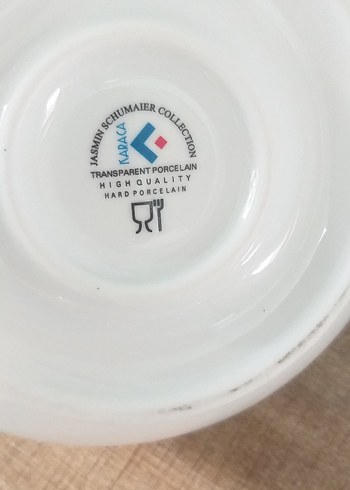 JASMIN SCHUMAIER COLLECTION
KARACA
TRANSPARENT PORCELAIN
HIGH QUALITY
HARD PORCELAIN